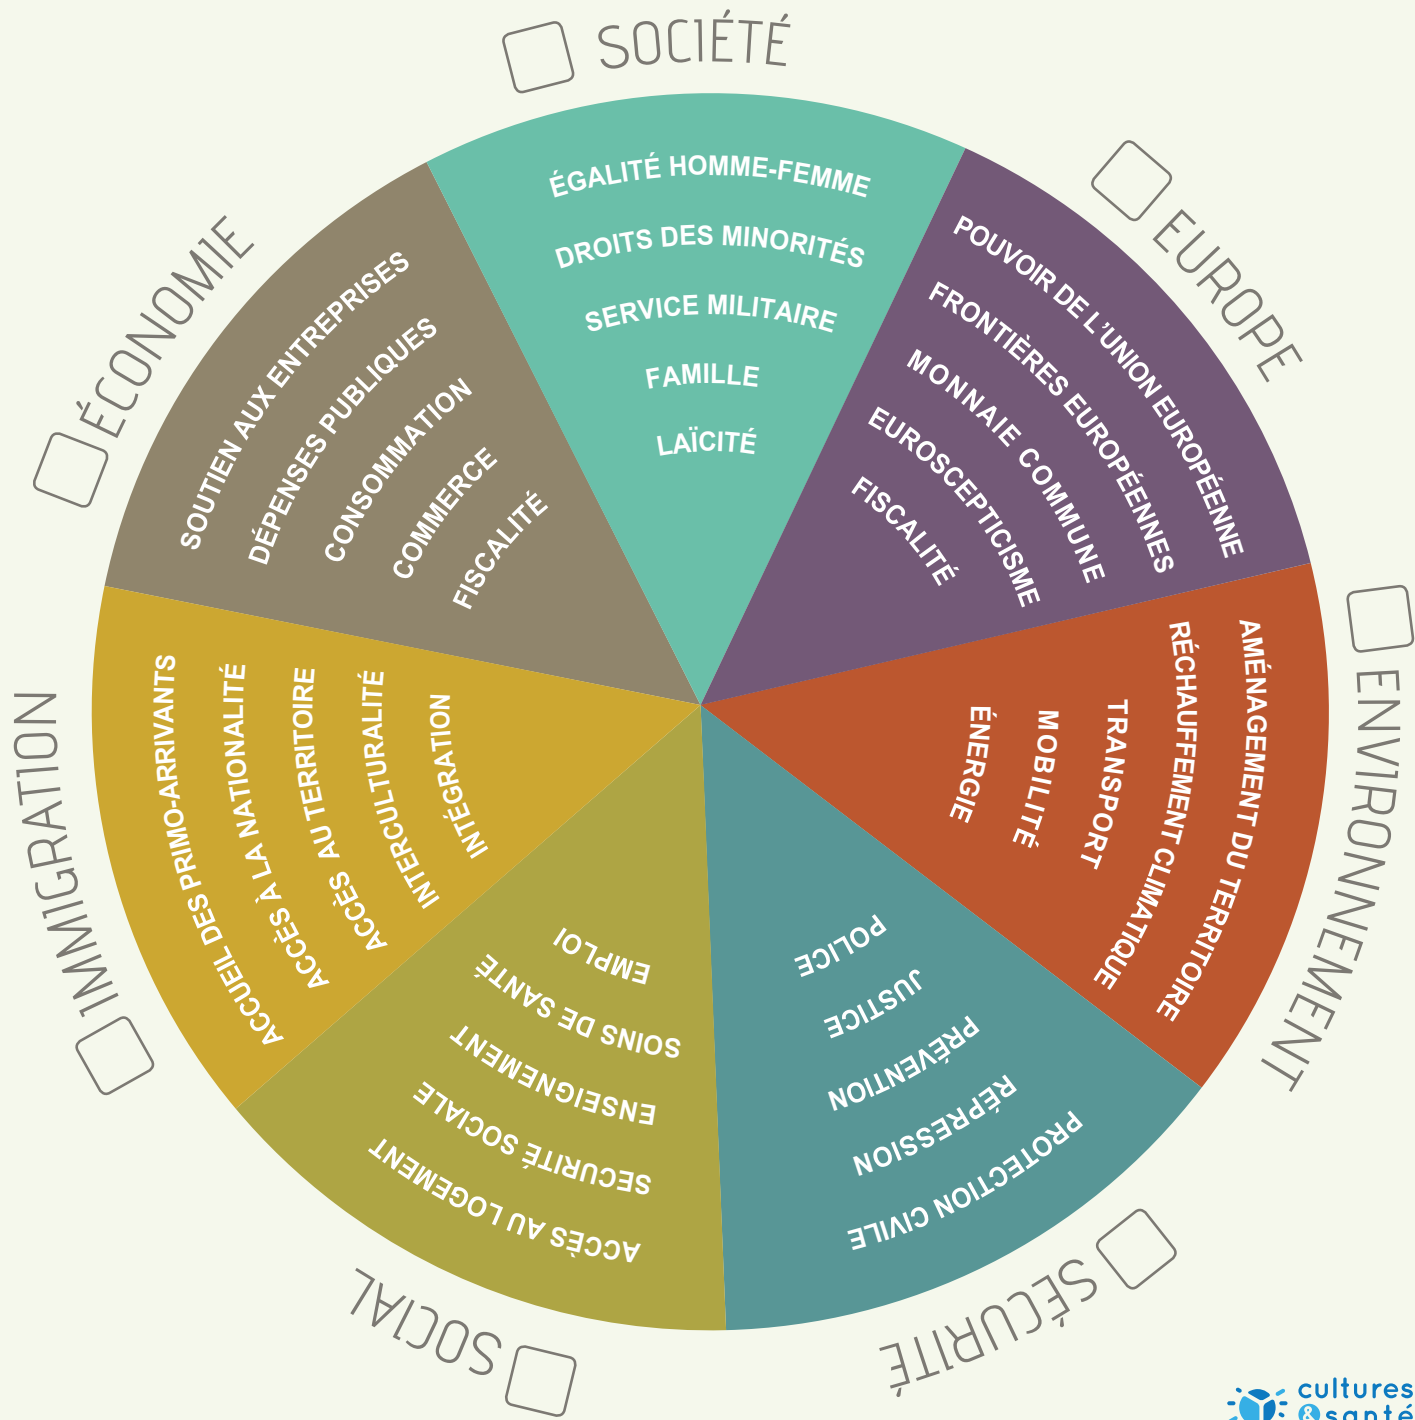 SOCIÉTÉ
ÉGALITÉ HOMME-FEMME
DROITS DES MINORITÉS
SERVICE MILITAIRE
FAMILLE
LAÏCITÉ
EUROPE
POUVOIR DE L'UNION EUROPÉENNE
FRONTIÈRES EUROPÉENNES
MONNAIE COMMUNE
EUROSCEPTICISME
FISCALITÉ
ENVIRONNEMENT
AMÉNAGEMENT DU TERRITOIRE
RÉCHAUFFEMENT CLIMATIQUE
TRANSPORT
MOBILITÉ
ÉNERGIE
SÉCURITÉ
POLICE
JUSTICE
PRÉVENTION
RÉPRESSION
PROTECTION CIVILE
SOCIAL
EMPLOI
SOINS DE SANTÉ
ENSEIGNEMENT
SECURITÉ SOCIALE
ACCÈS AU LOGEMENT
IMMIGRATION
ACCUEIL DES PRIMO-ARRIVANTS
ACCÈS À LA NATIONALITÉ
ACCÈS AU TERRITOIRE
INTERCULTURALITÉ
INTÉGRATION
ÉCONOMIE
SOUTIEN AUX ENTREPRISES
DÉPENSES PUBLIQUES
CONSOMMATION
COMMERCE
FISCALITÉ
cultures
&santé